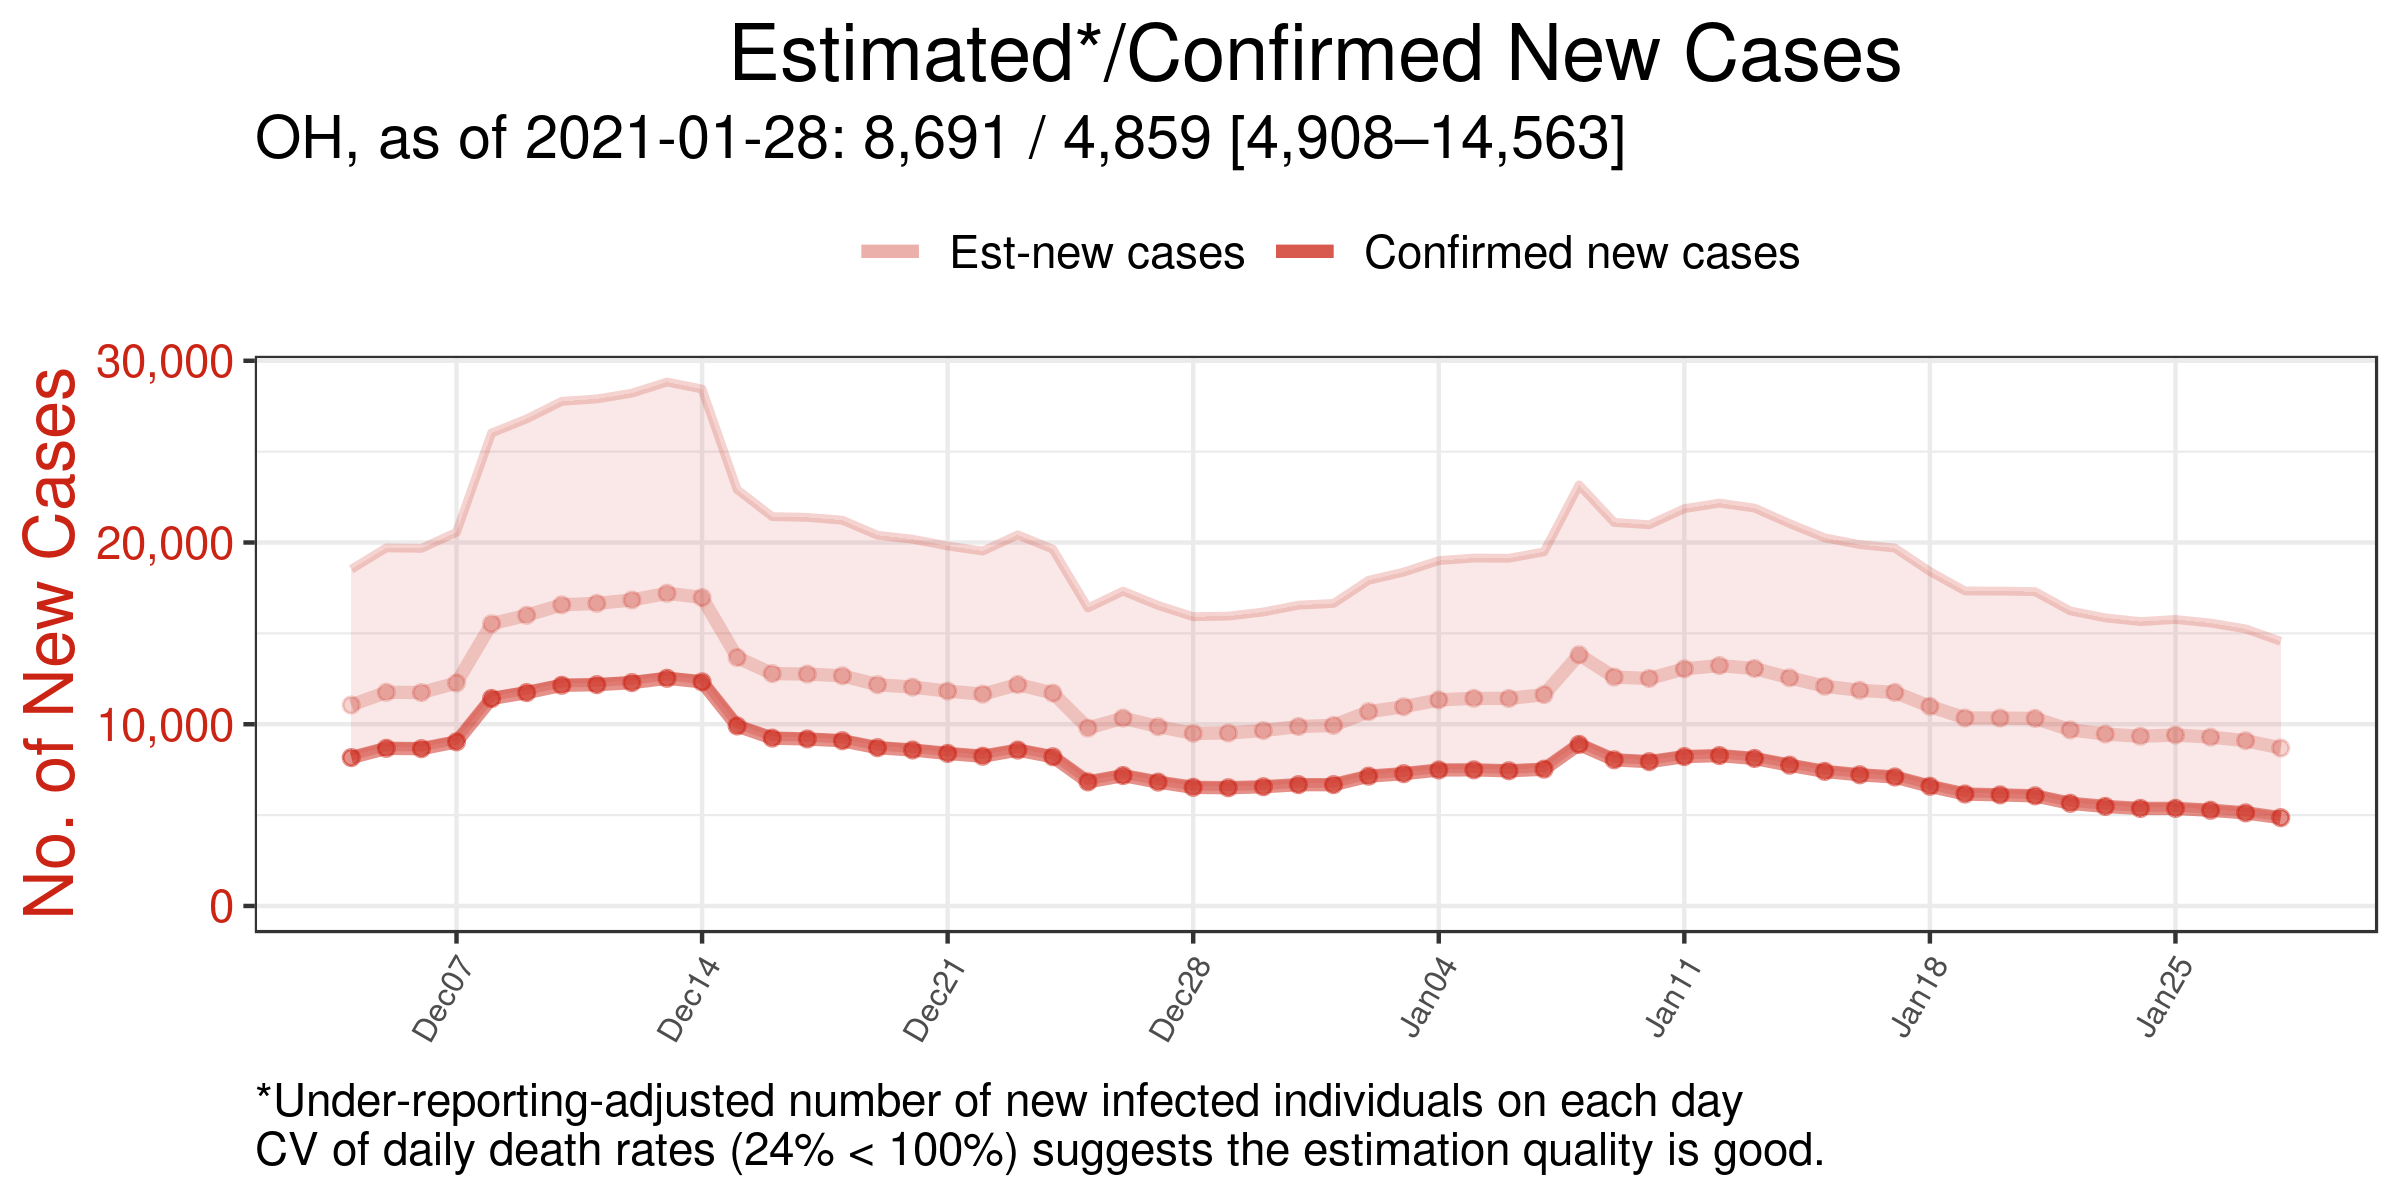 Estimated*/Confirmed New Cases
OH, as of 2021-01-28: 8,691 / 4,859 [4,908–14,563]
Est-new cases Confirmed new cases
No. of New Cases
30,000
20,000
10,000
0
Dec07 Dec14 Dec21 Dec28 Jan04 Jan11 Jan18 Jan25
*Under-reporting-adjusted number of new infected individuals on each day
CV of daily death rates (24% < 100%) suggests the estimation quality is good.